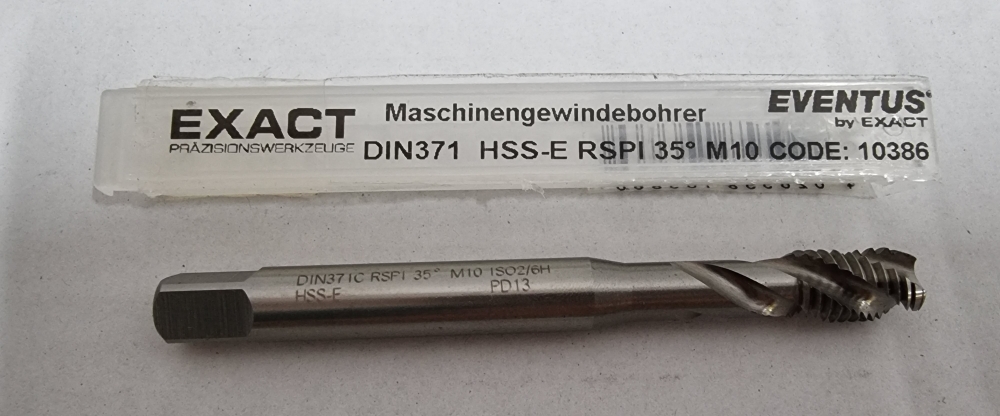 EXACT
PRÄZISIONSWERKZEUGE
Maschinengewindebohrer
EVENTUS
by EXACT
DIN371 HSS-E RSPI 35° M10 CODE: 10386
DIN371C RSPI 35° M10 ISO2/6H
HSS-E PD13